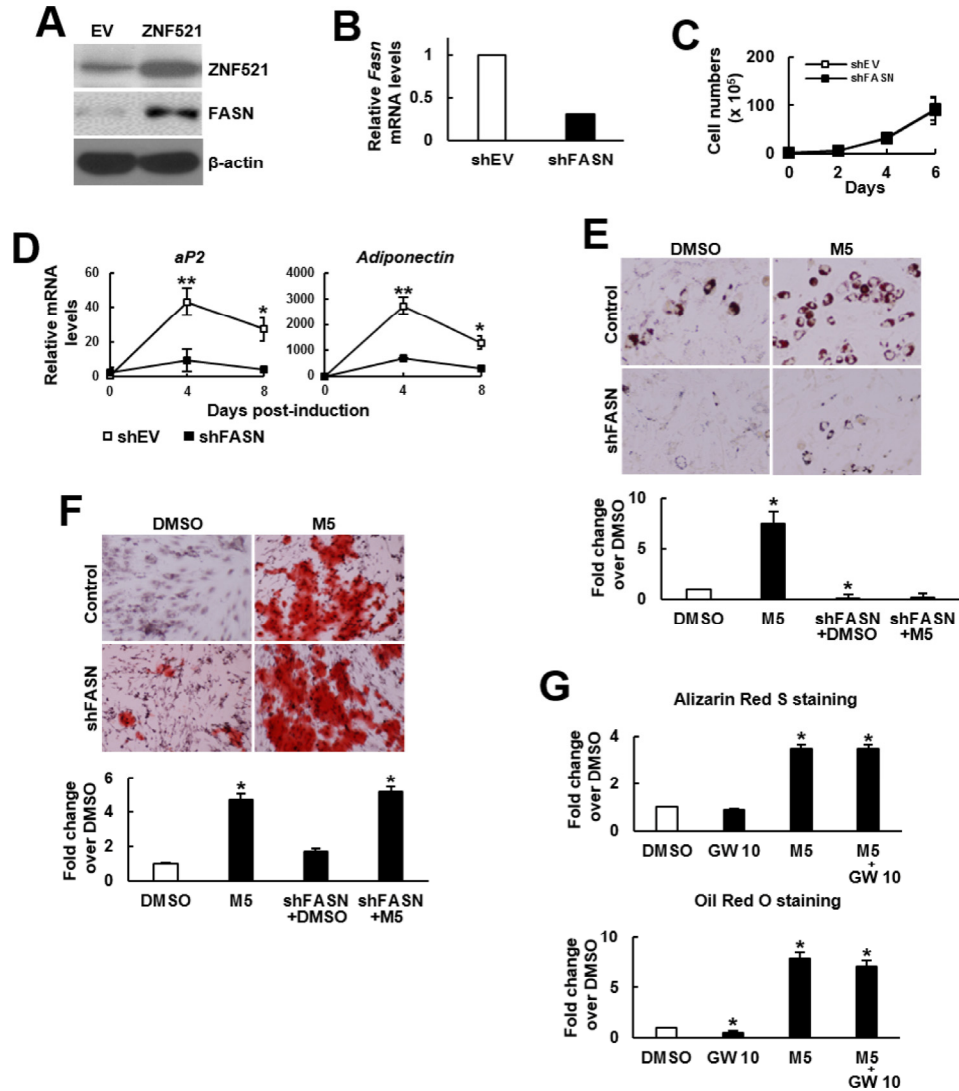 A
EV ZNF521
ZNF521
FASN
β-actin
B
Relative Fasn
mRNA levels
1
0.5
0
shEV shFASN
C
Cell numbers
(x 10⁵)
200
100
0
shEV
shFASN
0 2 4 6
Days
D
aP2
Adiponectin
Relative mRNA
levels
60
40
20
0
**
*
0 4 8
4000
3000
2000
1000
0
**
*
0 4 8
Days post-induction
shEV shFASN
E
DMSO M5
Control
shFASN
Fold change
over DMSO
10
5
0
*
*
DMSO M5 shFASN shFASN
+DMSO +M5
F
DMSO M5
Control
shFASN
Fold change
over DMSO
6
4
2
0
*
*
DMSO M5 shFASN shFASN
+DMSO +M5
G
Alizarin Red S staining
Fold change
over DMSO
4
2
0
*
*
DMSO GW 10 M5 M5
+
GW 10
Oil Red O staining
Fold change
over DMSO
10
5
0
*
*
*
DMSO GW 10 M5 M5
+
GW 10